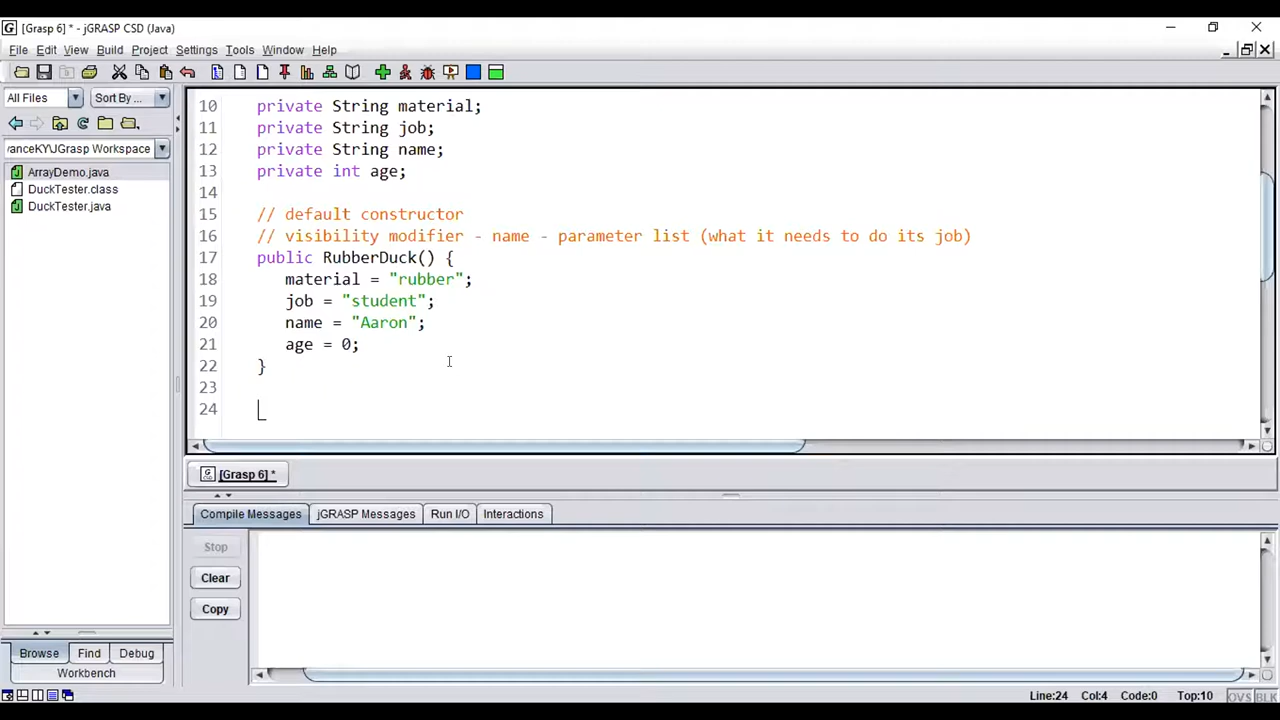 G [Grasp 6] * - jGRASP CSD (Java)
File Edit View Build Project Settings Tools Window Help
All Files Sort By ...
vanceKY\JGrasp Workspace
ArrayDemo.java
DuckTester.class
DuckTester.java
10 private String material;
11 private String job;
12 private String name;
13 private int age;
14
15 // default constructor
16 // visibility modifier - name - parameter list (what it needs to do its job)
17 public RubberDuck() {
18 material = "rubber";
19 job = "student";
20 name = "Aaron";
21 age = 0;
22 }
23
24
[Grasp 6] *
Compile Messages jGRASP Messages Run I/O Interactions
Stop
Clear
Copy
Browse Find Debug
Workbench
Line:24 Col:4 Code:0 Top:10 OVS BLK